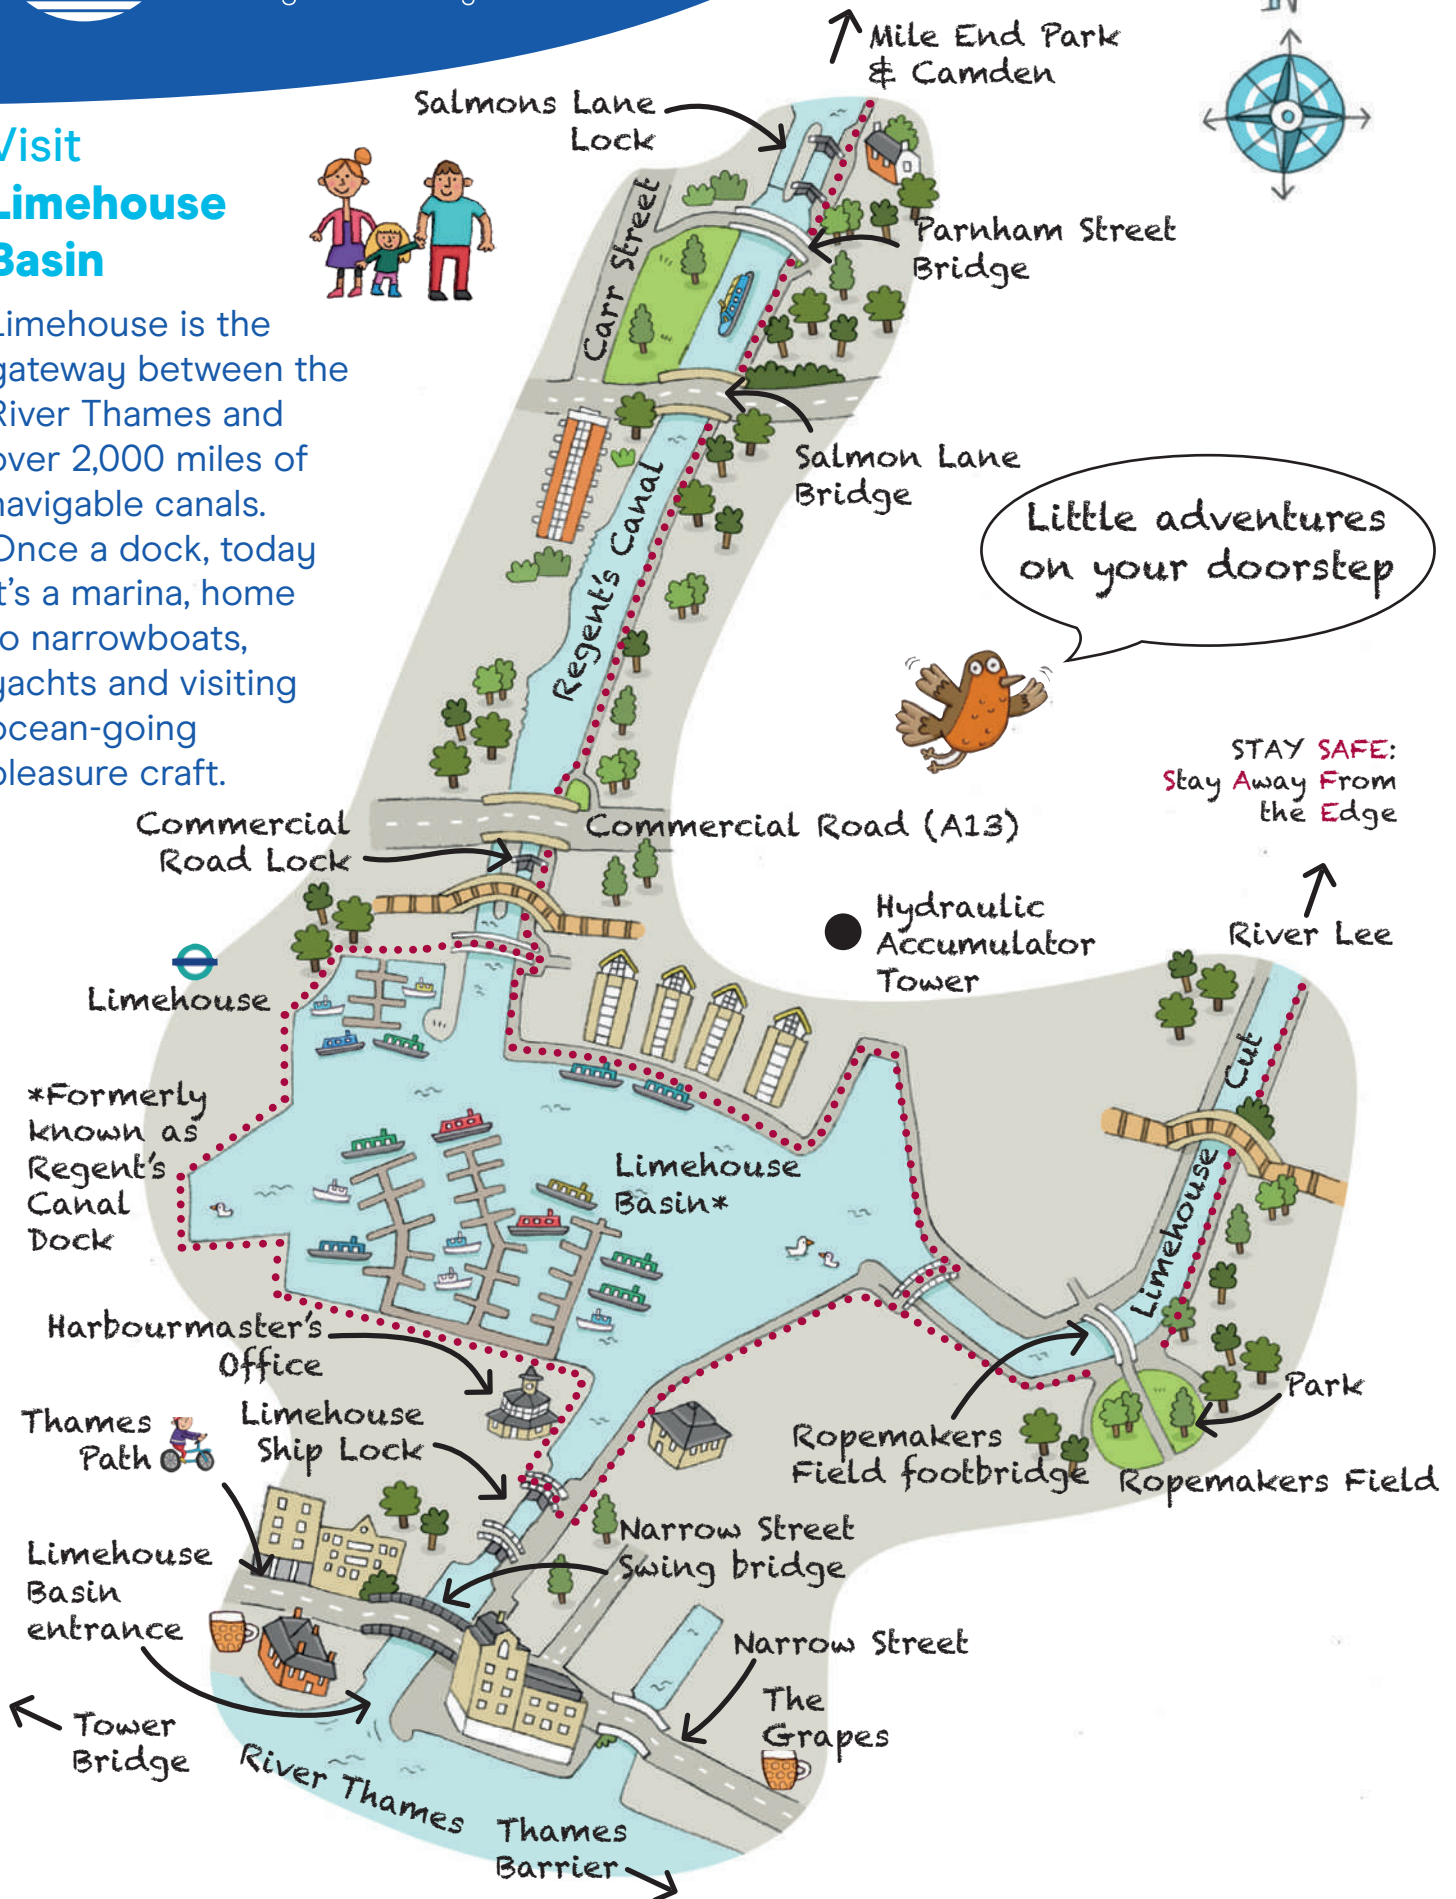 Mile End Park
& Camden
N
Salmons Lane
Lock
Visit
Limehouse
Basin
Limehouse is the
gateway between the
River Thames and
over 2,000 miles of
navigable canals.
Once a dock, today
it's a marina, home
to narrowboats,
yachts and visiting
ocean-going
pleasure craft.
Carr Street
Parnham Street
Bridge
Salmon Lane
Bridge
Regent's Canal
Little adventures
on your doorstep
STAY SAFE:
Stay Away From
the Edge
Commercial
Road Lock
Commercial Road (A13)
Hydraulic
Accumulator
Tower
River Lee
Limehouse
*Formerly
known as
Regent's
Canal
Dock
Limehouse
Basin*
Limehouse Cut
Harbourmaster's
Office
Thames
Path
Limehouse
Ship Lock
Park
Ropemakers
Field footbridge
Ropemakers Field
Limehouse
Basin
entrance
Narrow Street
Swing bridge
Narrow Street
The
Grapes
Tower
Bridge
River Thames
Thames
Barrier